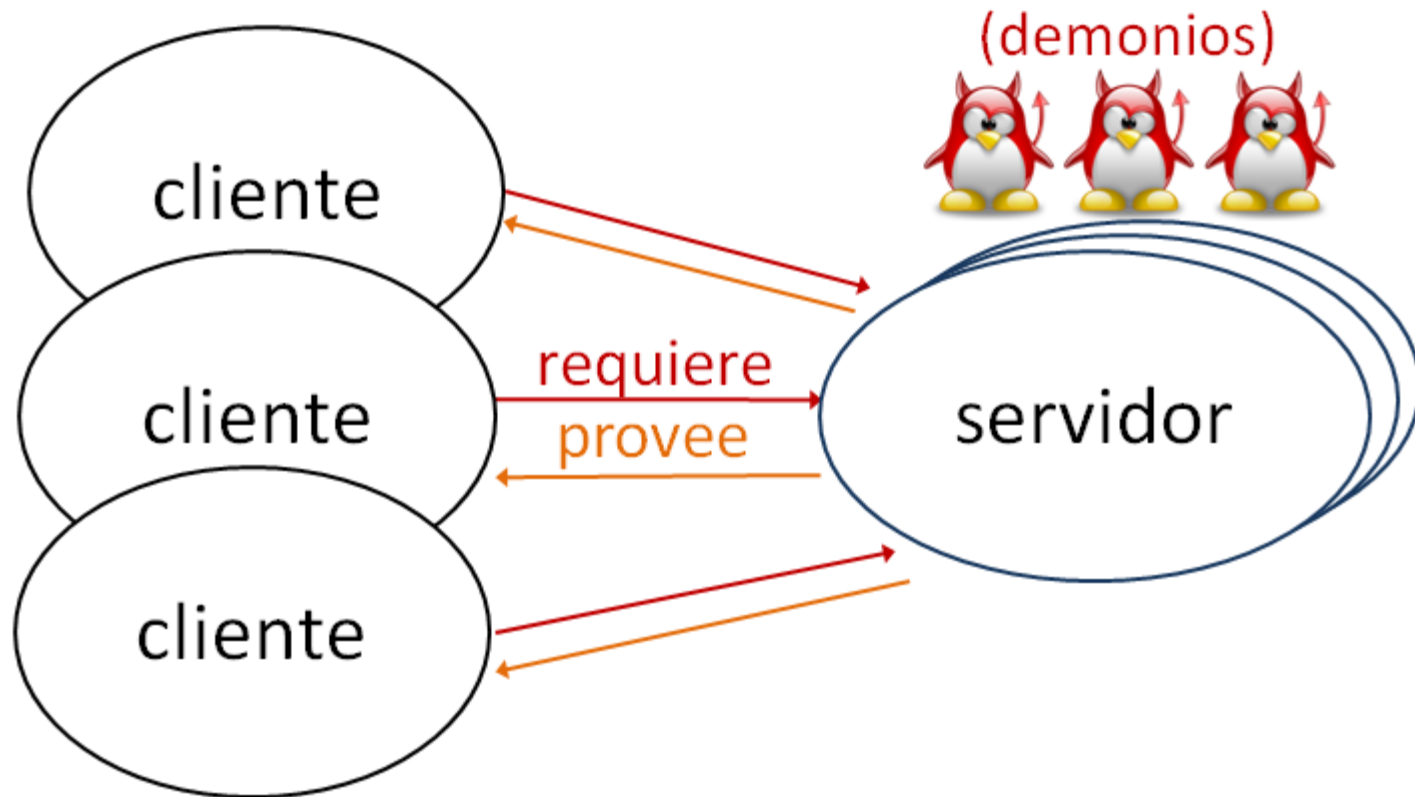 (demonios)
cliente
requiere
cliente
servidor
provee
cliente